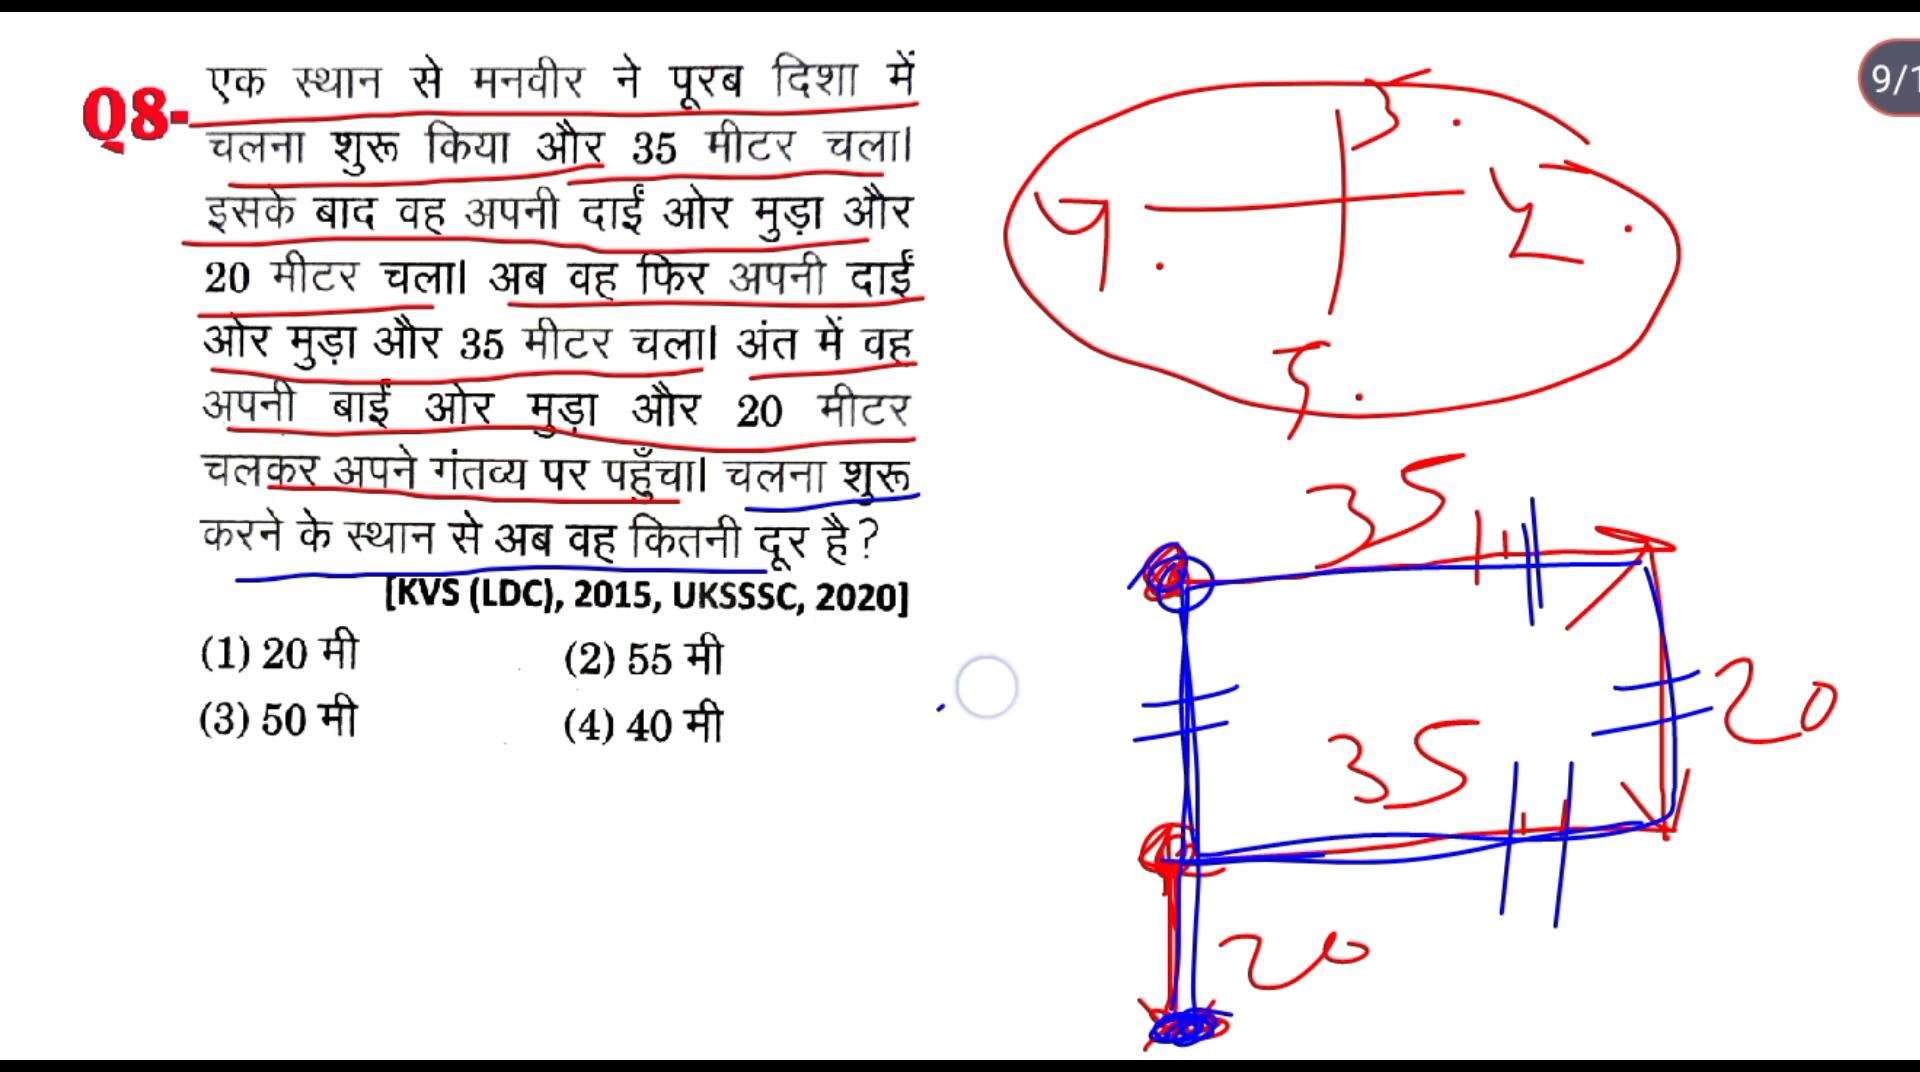 Q8-
एक स्थान से मनवीर ने पूरब दिशा में
चलना शुरू किया और 35 मीटर चला।
इसके बाद वह अपनी दाईं ओर मुड़ा और
20 मीटर चला। अब वह फिर अपनी दाईं
ओर मुड़ा और 35 मीटर चला। अंत में वह
अपनी बाईं ओर मुड़ा और 20 मीटर
चलकर अपने गंतव्य पर पहुँचा। चलना शुरू
करने के स्थान से अब वह कितनी दूर है?
[KVS (LDC), 2015, UKSSSC, 2020]
(1) 20 मी (2) 55 मी
(3) 50 मी (4) 40 मी
35
20
35
20